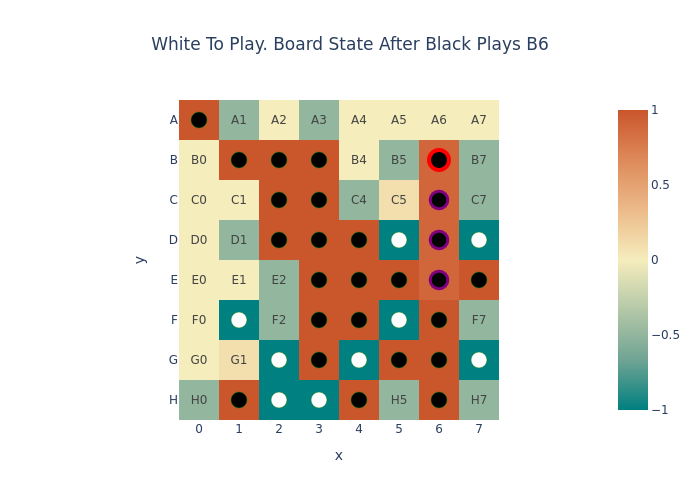 White To Play. Board State After Black Plays B6
A A1 A2 A3 A4 A5 A6 A7
B B0 B4 B5 B7
C C0 C1 C4 C5 C7
D D0 D1
E E0 E1 E2
F F0 F2 F7
G G0 G1
H H0 H5 H7
0 1 2 3 4 5 6 7
x
y
1
0.5
0
−0.5
−1